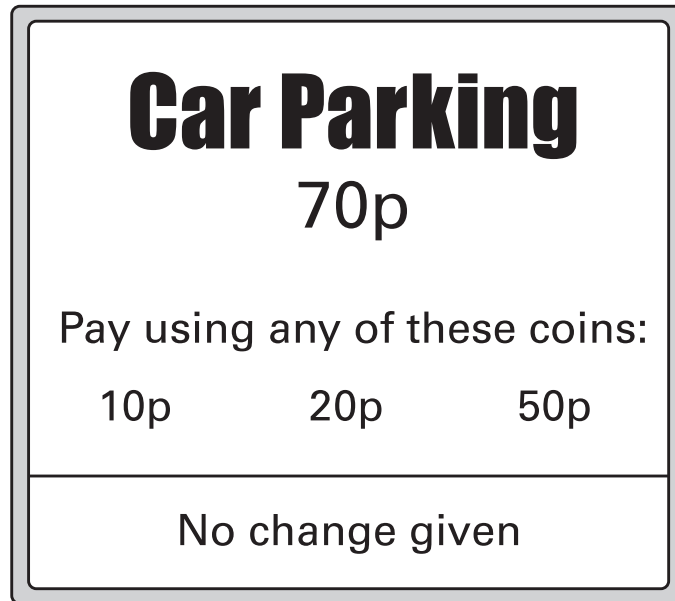 Car Parking
70p
Pay using any of these coins:
10p 20p 50p
No change given